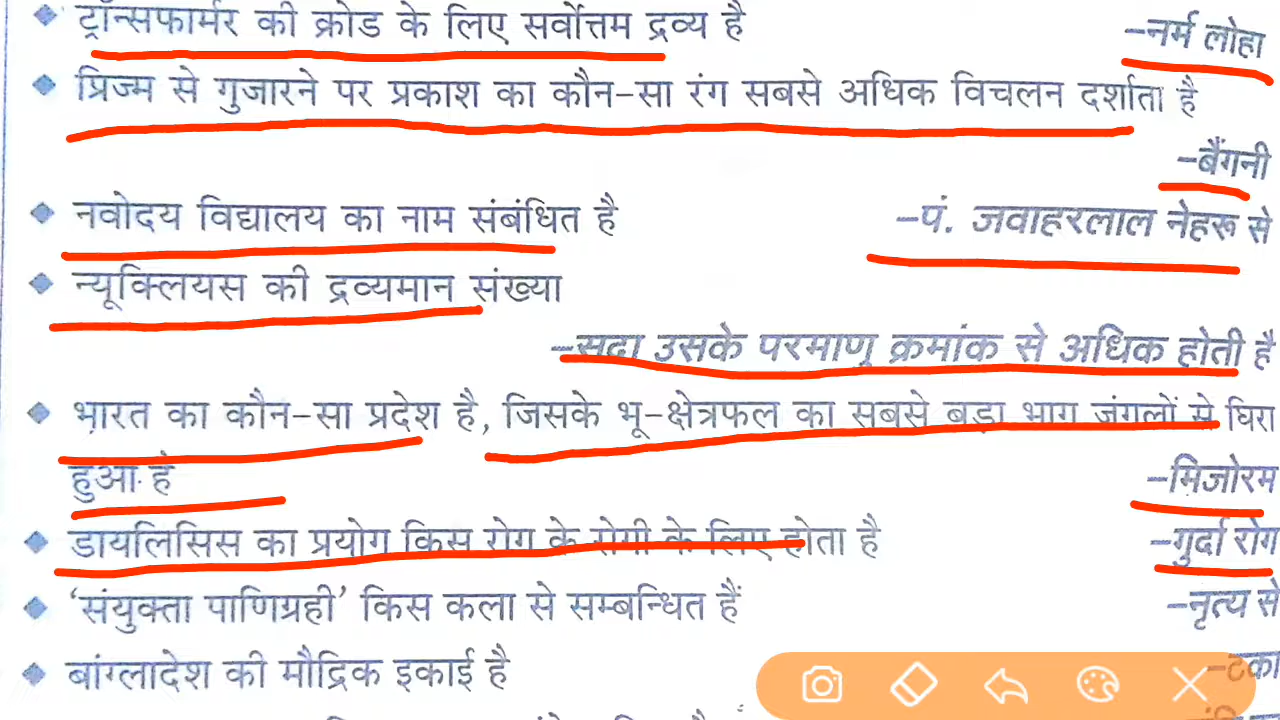 ट्रॉन्सफार्मर की क्रोड के लिए सर्वोत्तम द्रव्य है –नर्म लोहा
प्रिज्म से गुजारने पर प्रकाश का कौन-सा रंग सबसे अधिक विचलन दर्शाता है
–बैंगनी
नवोदय विद्यालय का नाम संबंधित है –पं. जवाहरलाल नेहरू से
न्यूक्लियस की द्रव्यमान संख्या
–सदा उसके परमाणु क्रमांक से अधिक होती है
भारत का कौन-सा प्रदेश है, जिसके भू-क्षेत्रफल का सबसे बड़ा भाग जंगलों से घिरा
हुआ है –मिजोरम
डायलिसिस का प्रयोग किस रोग के रोगी के लिए होता है –गुर्दा रोग
‘संयुक्ता पाणिग्रही’ किस कला से सम्बन्धित हैं –नृत्य से
बांग्लादेश की मौद्रिक इकाई है –टका